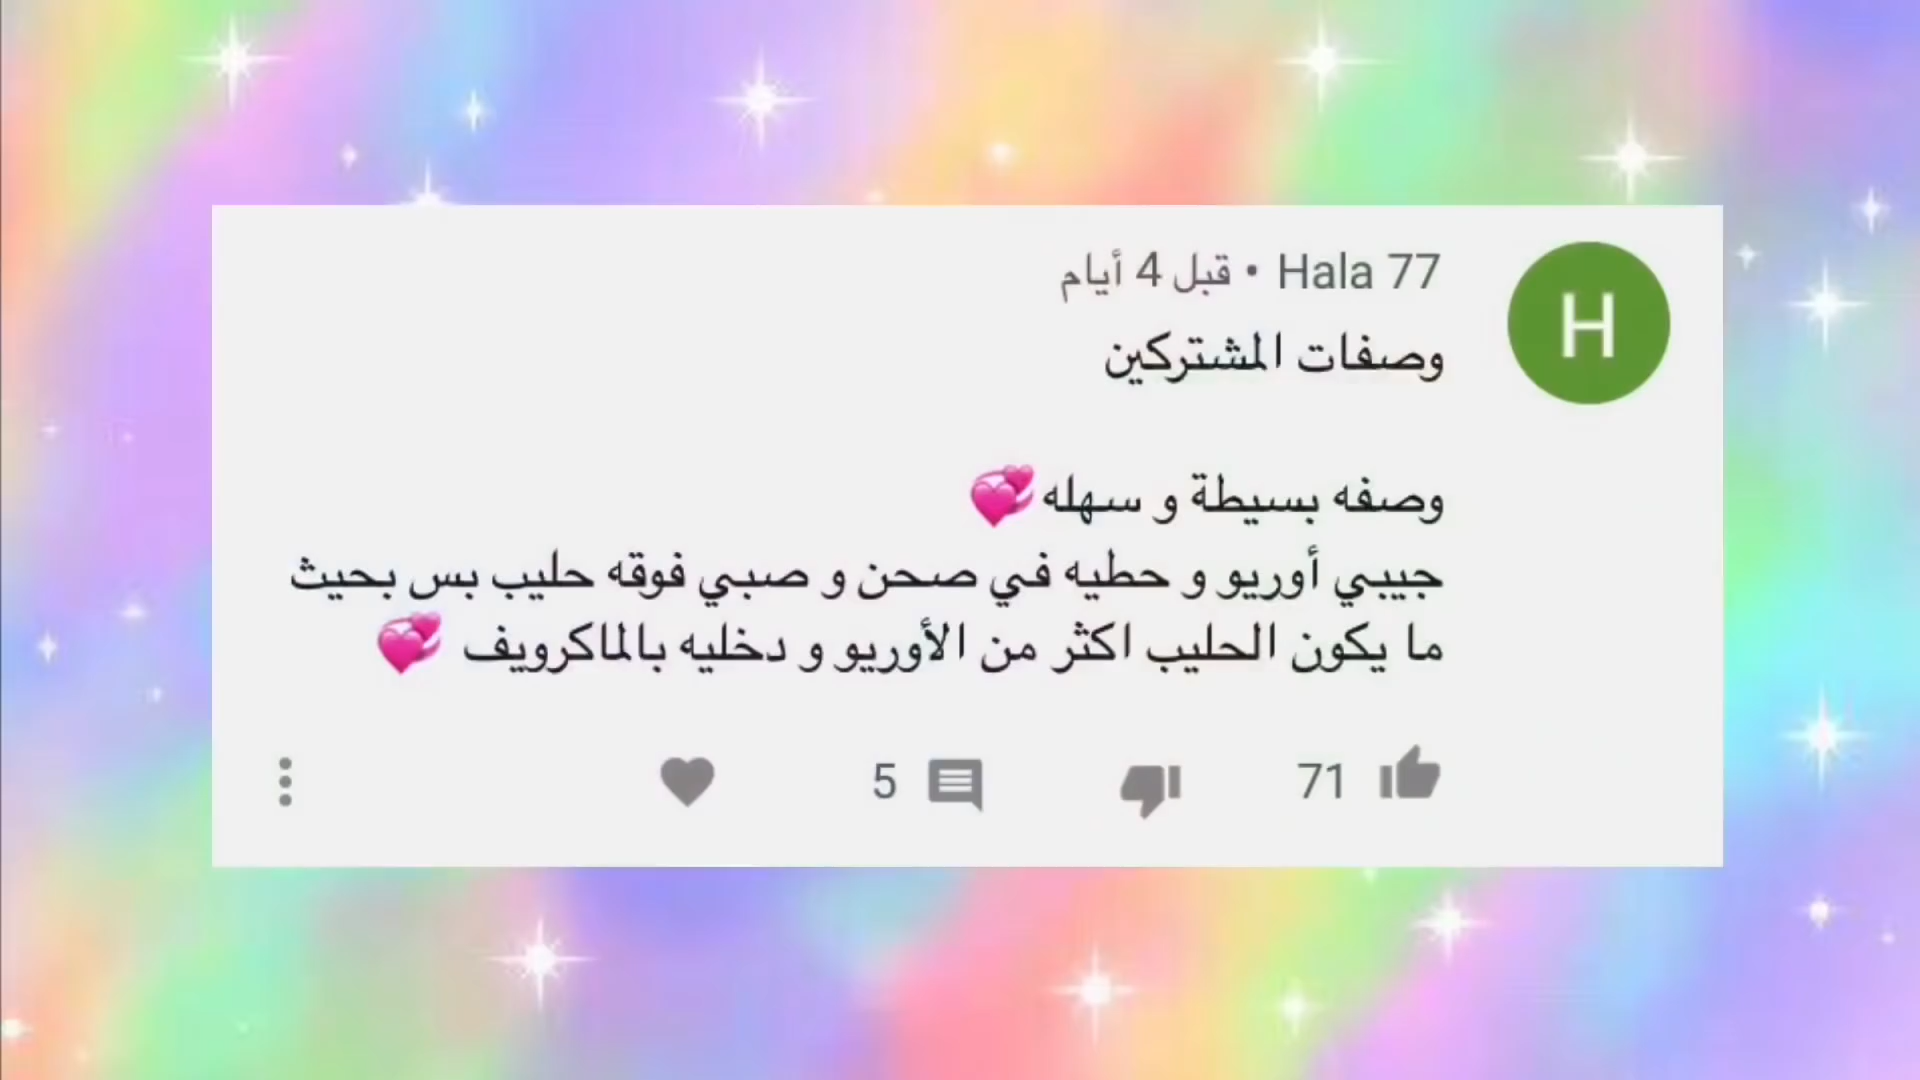 Hala 77 • قبل 4 أيام
H
وصفات المشتركين
وصفه بسيطة و سهله 💞
جيبي أوريو و حطيه في صحن و صبي فوقه حليب بس بحيث
ما يكون الحليب اكثر من الأوريو و دخليه بالماكرويف 💞
71 5